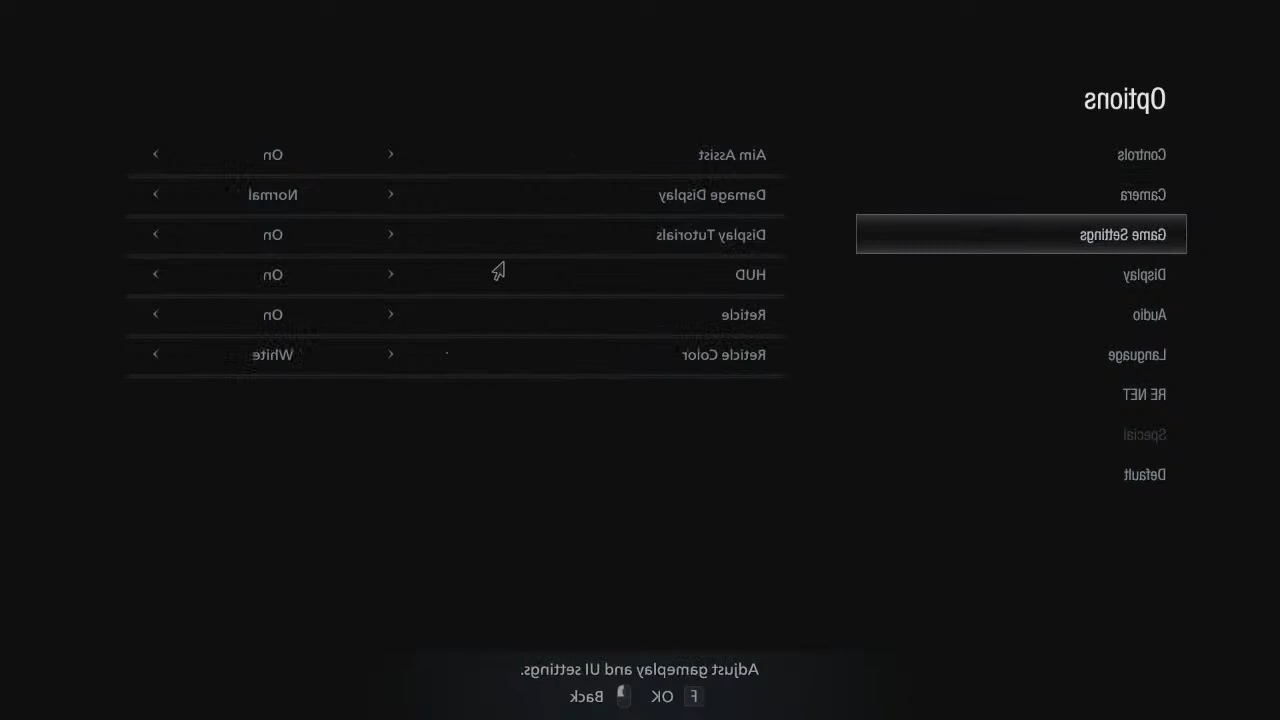 Options
Controls
Camera
Game Settings
Display
Audio
Language
RE NET
Special
Default
Aim Assist < On >
Damage Display < Normal >
Display Tutorials < On >
HUD < On >
Reticle < On >
Reticle Color < White >
Adjust gameplay and UI settings.
F OK Back